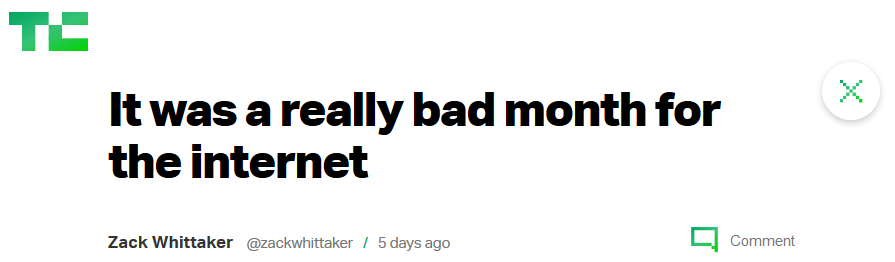 TC
It was a really bad month for
the internet
Zack Whittaker @zackwhittaker / 5 days ago Comment